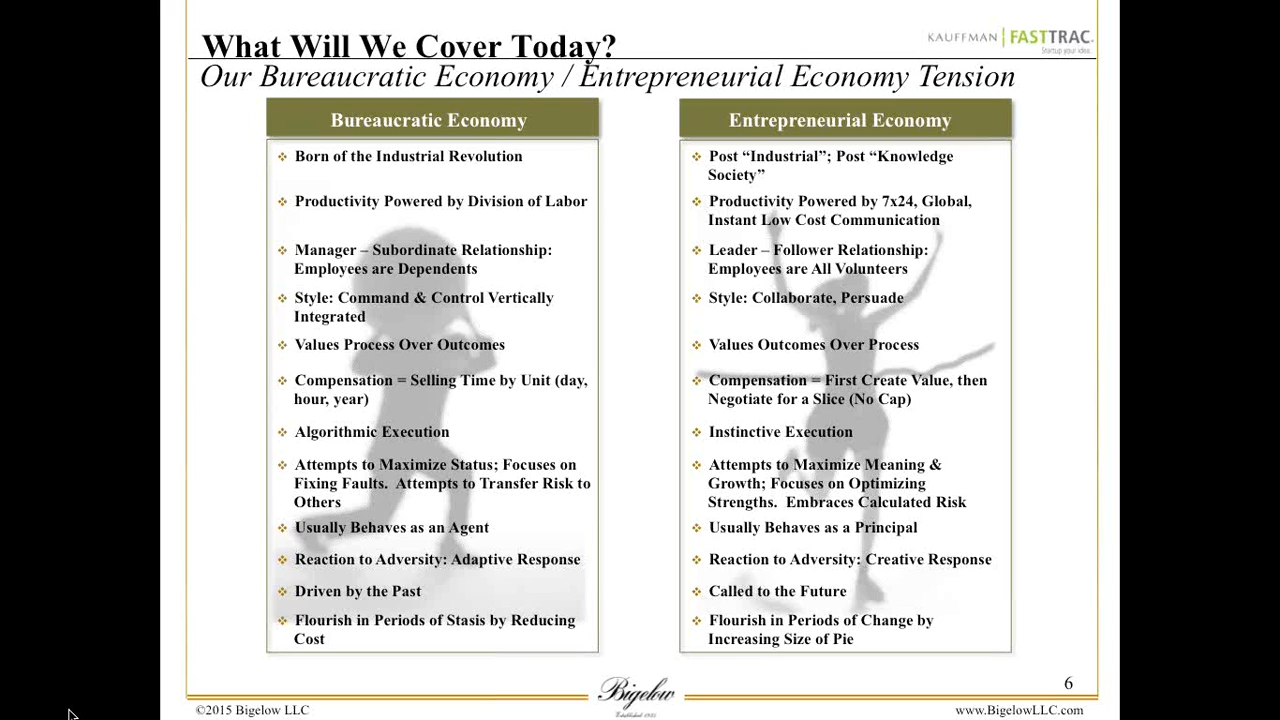 What Will We Cover Today?
KAUFFMAN | FASTTRAC.
Startup your idea.
Our Bureaucratic Economy / Entrepreneurial Economy Tension
Bureaucratic Economy
Born of the Industrial Revolution
Productivity Powered by Division of Labor
Manager – Subordinate Relationship:
Employees are Dependents
Style: Command & Control Vertically
Integrated
Values Process Over Outcomes
Compensation = Selling Time by Unit (day,
hour, year)
Algorithmic Execution
Attempts to Maximize Status; Focuses on
Fixing Faults.  Attempts to Transfer Risk to
Others
Usually Behaves as an Agent
Reaction to Adversity: Adaptive Response
Driven by the Past
Flourish in Periods of Stasis by Reducing
Cost
Entrepreneurial Economy
Post “Industrial”; Post “Knowledge
Society”
Productivity Powered by 7x24, Global,
Instant Low Cost Communication
Leader – Follower Relationship:
Employees are All Volunteers
Style: Collaborate, Persuade
Values Outcomes Over Process
Compensation = First Create Value, then
Negotiate for a Slice (No Cap)
Instinctive Execution
Attempts to Maximize Meaning &
Growth; Focuses on Optimizing
Strengths.  Embraces Calculated Risk
Usually Behaves as a Principal
Reaction to Adversity: Creative Response
Called to the Future
Flourish in Periods of Change by
Increasing Size of Pie
6
©2015 Bigelow LLC
Bigelow
Established 1935
www.BigelowLLC.com